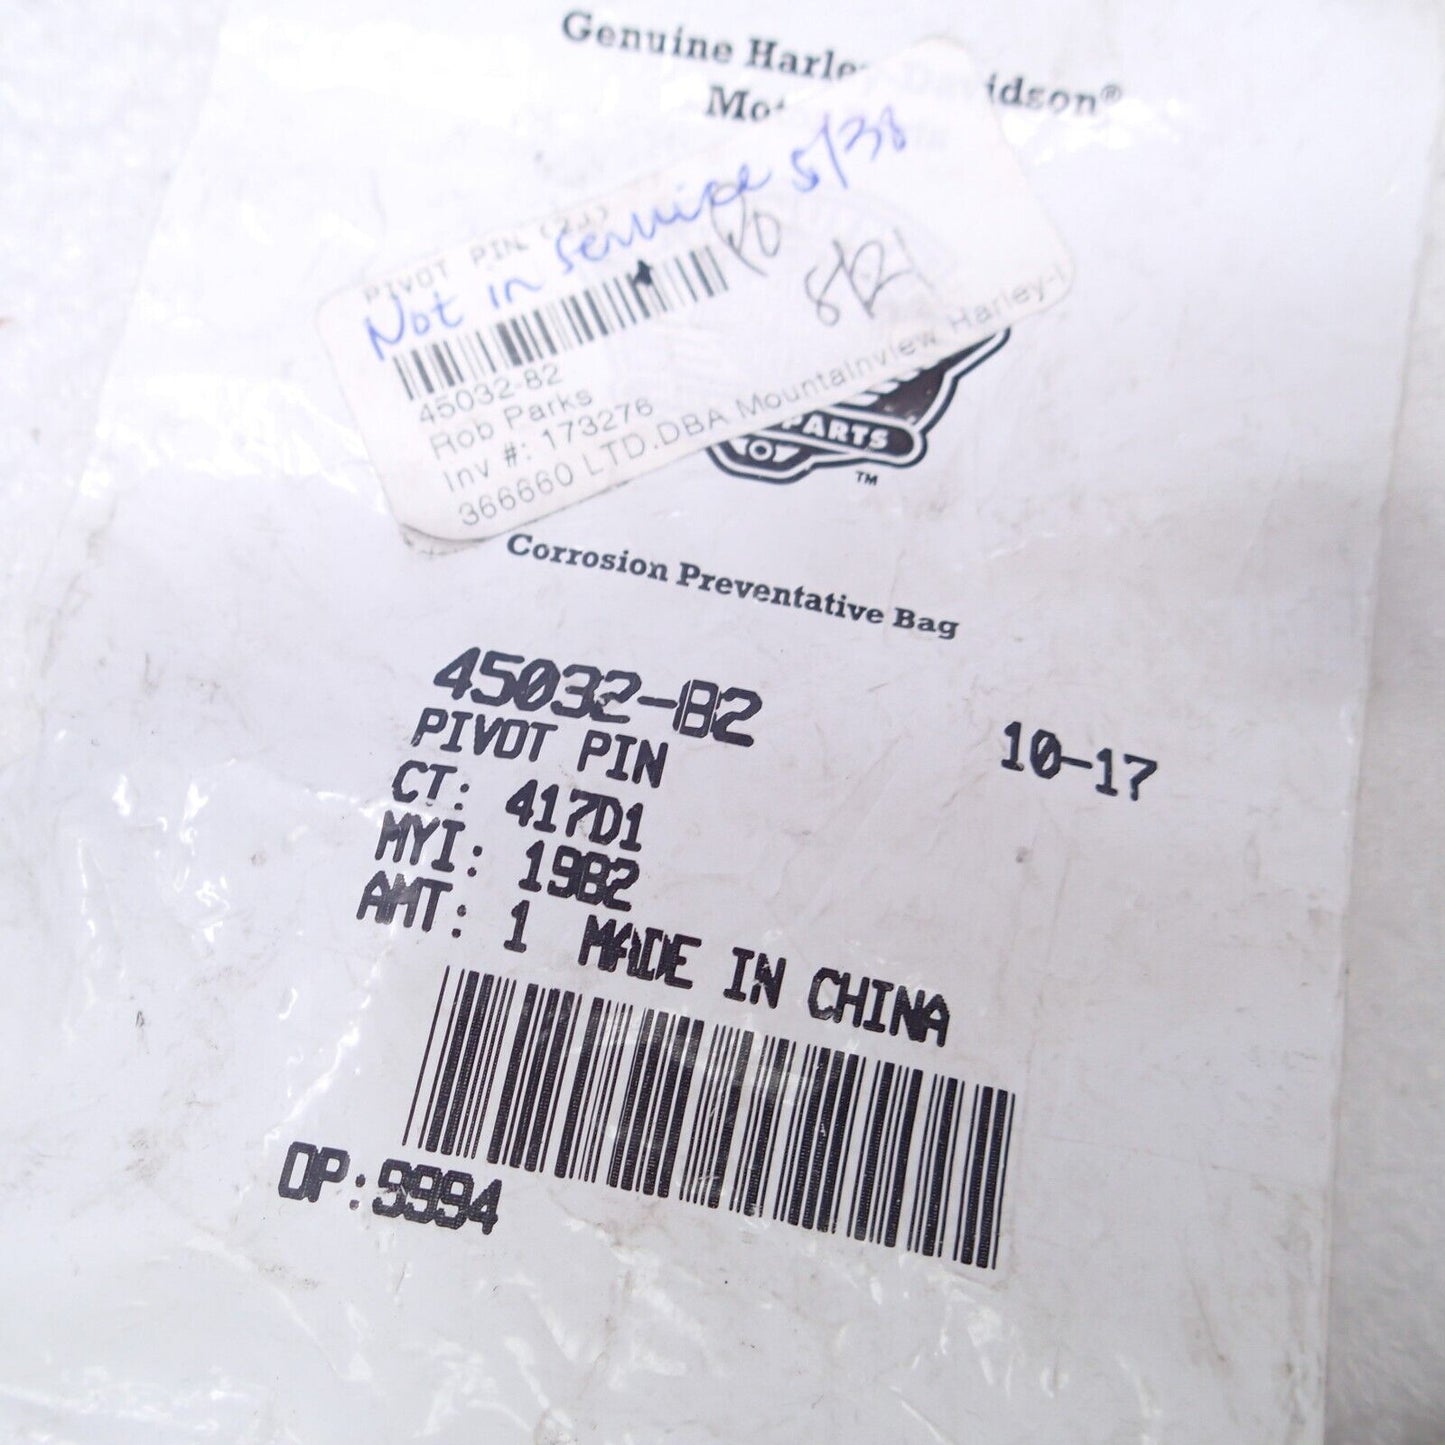 Genuine Harle Davidson®
Mot
PIVOT PIN
Not in service 5/38
45032-82
Rob Parks
Inv #: 173276
366660 LTD.DBA Mountainview Harley-
PARTS
TM
Corrosion Preventative Bag
45032-82
10-17
PIVOT PIN
CT: 417D1
MYI: 1982
AMT: 1 MADE IN CHINA
OP:9994